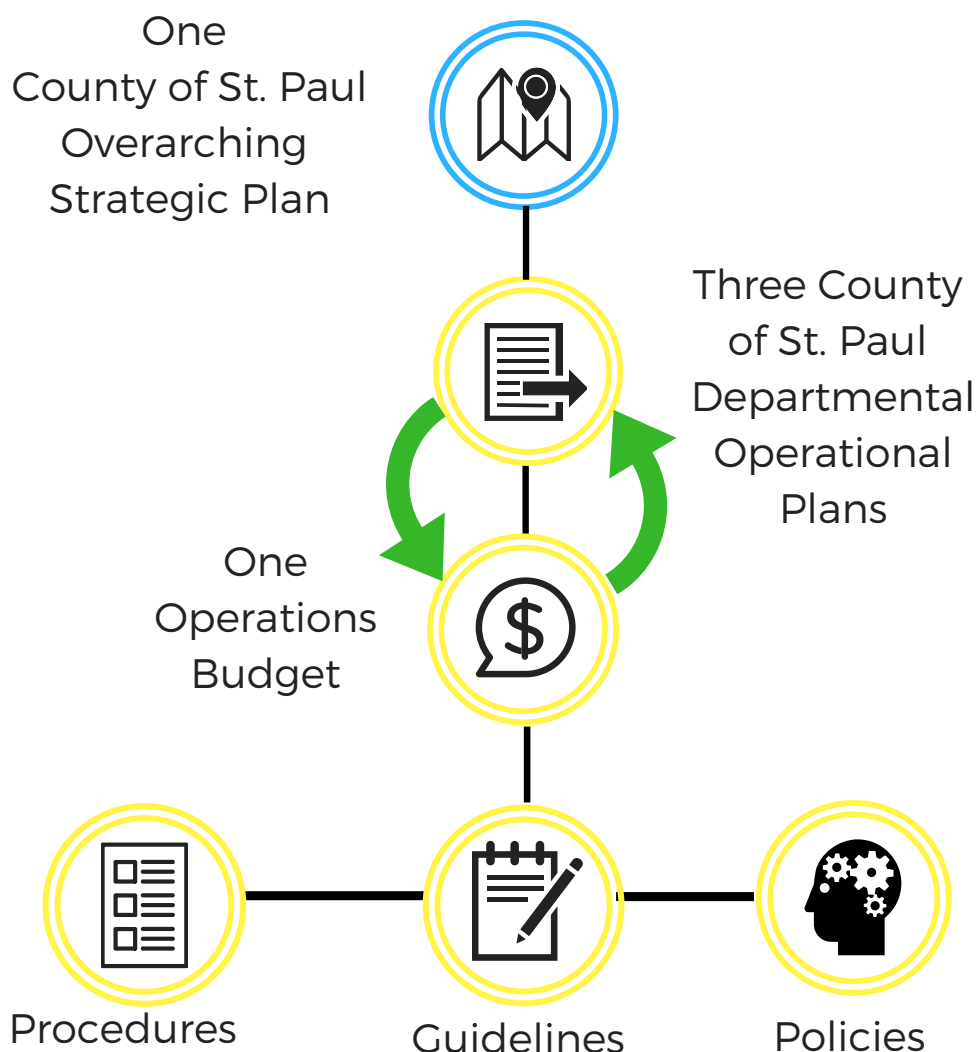 One
County of St. Paul
Overarching
Strategic Plan
Three County
of St. Paul
Departmental
Operational
Plans
One
Operations
Budget
$
Procedures
Guidelines
Policies